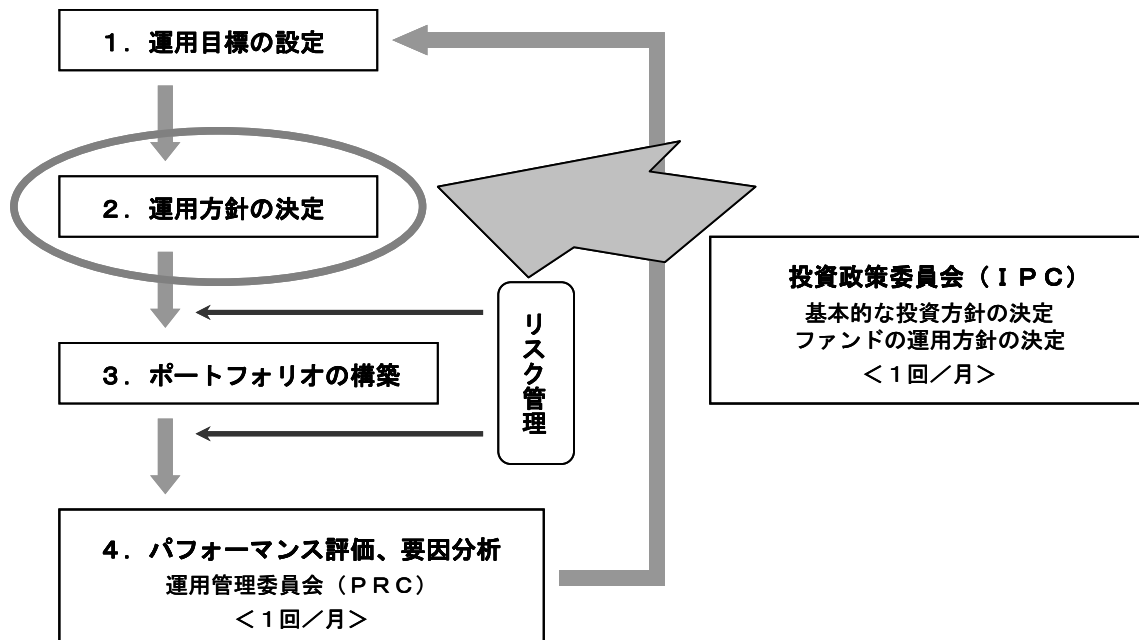 １．運用目標の設定
２．運用方針の決定
投資政策委員会（ＩＰＣ）
基本的な投資方針の決定
ファンドの運用方針の決定
＜１回／月＞
リスク管理
３．ポートフォリオの構築
４．パフォーマンス評価、要因分析
運用管理委員会（ＰＲＣ）
＜１回／月＞